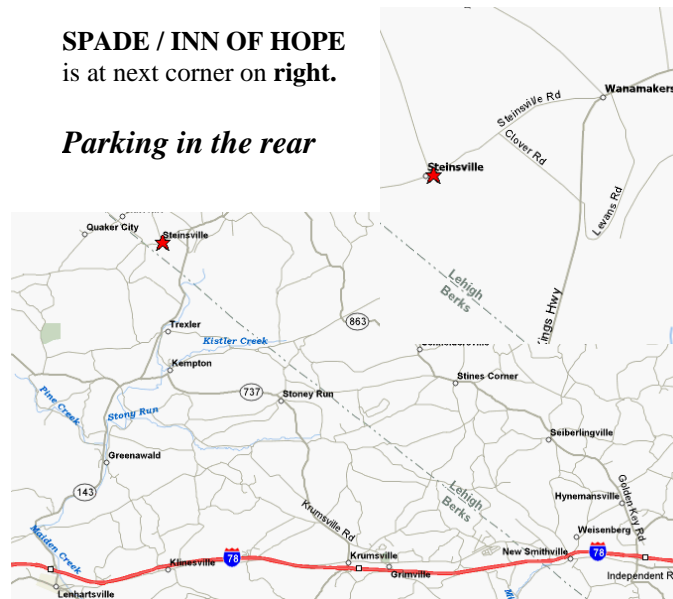 SPADE / INN OF HOPE
is at next corner on right.
Parking in the rear
Wanamakers
Steinsville Rd
Clover Rd
Steinsville
Levans Rd
Lehigh
Berks
Kings Hwy
Quaker City
Steinsville
863
Trexler
Kistler Creek
Kempton
Stines Corner
737
Pine Creek
Stoney Run
Stony Run
Seiberlingville
Greenawald
143
Lehigh
Berks
Golden Key Rd
Hynemansville
Krumsville Rd
Maiden Creek
Weisenberg
78
New Smithville
78
Klinesville
Krumsville
Grimville
Independent R
Lenhartsville